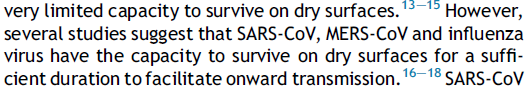 very limited capacity to survive on dry surfaces.13–15 However,
several studies suggest that SARS-CoV, MERS-CoV and influenza
virus have the capacity to survive on dry surfaces for a suffi-
cient duration to facilitate onward transmission.16–18 SARS-CoV